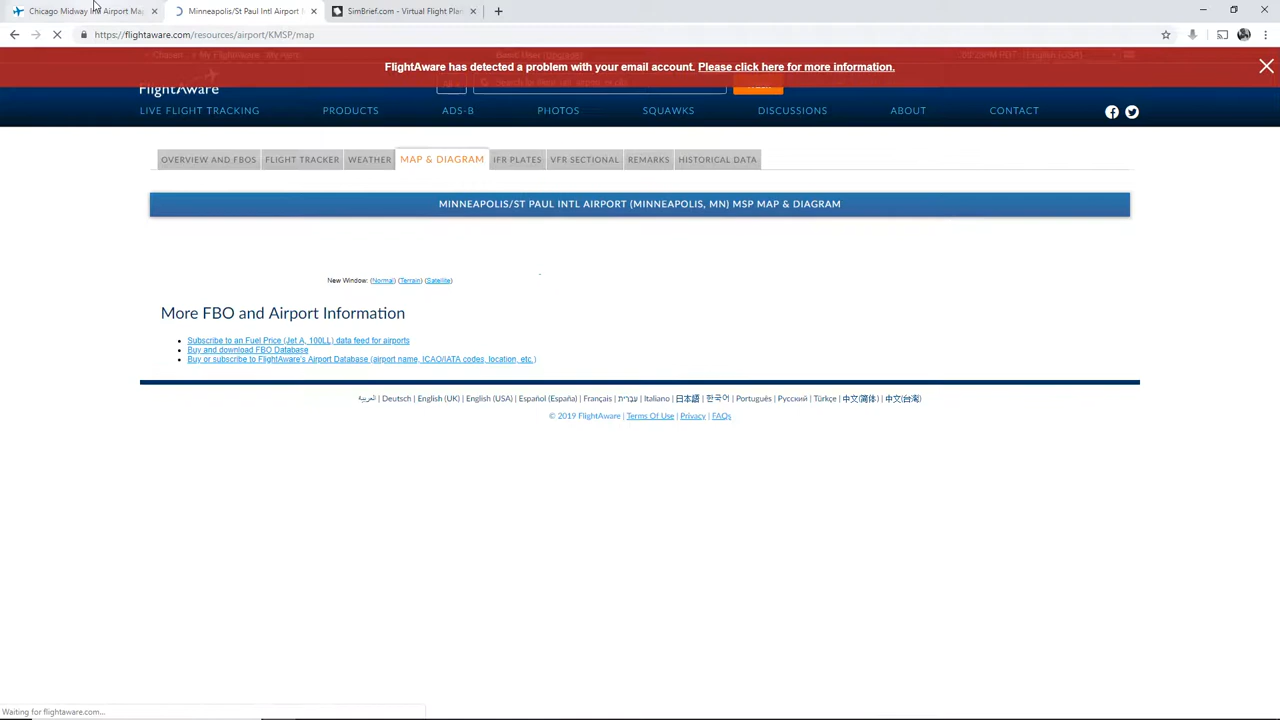 Chicago Midway Intl Airport Map
Minneapolis/St Paul Intl Airport
SimBrief.com - Virtual Flight Plan
https://flightaware.com/resources/airport/KMSP/map
FlightAware has detected a problem with your email account. Please click here for more information.
FlightAware
LIVE FLIGHT TRACKING PRODUCTS ADS-B PHOTOS SQUAWKS DISCUSSIONS ABOUT CONTACT
OVERVIEW AND FBOS FLIGHT TRACKER WEATHER MAP & DIAGRAM IFR PLATES VFR SECTIONAL REMARKS HISTORICAL DATA
MINNEAPOLIS/ST PAUL INTL AIRPORT (MINNEAPOLIS, MN) MSP MAP & DIAGRAM
New Window: (Normal) (Terrain) (Satellite)
More FBO and Airport Information
Subscribe to an Fuel Price (Jet A, 100LL) data feed for airports
Buy and download FBO Database
Buy or subscribe to FlightAware's Airport Database (airport name, ICAO/IATA codes, location, etc.)
العربية | Deutsch | English (UK) | English (USA) | Español (España) | Français | עברית | Italiano | 日本語 | 한국어 | Português | Русский | Türkçe | 中文(简体) | 中文(台灣)
© 2019 FlightAware | Terms Of Use | Privacy | FAQs
Waiting for flightaware.com...